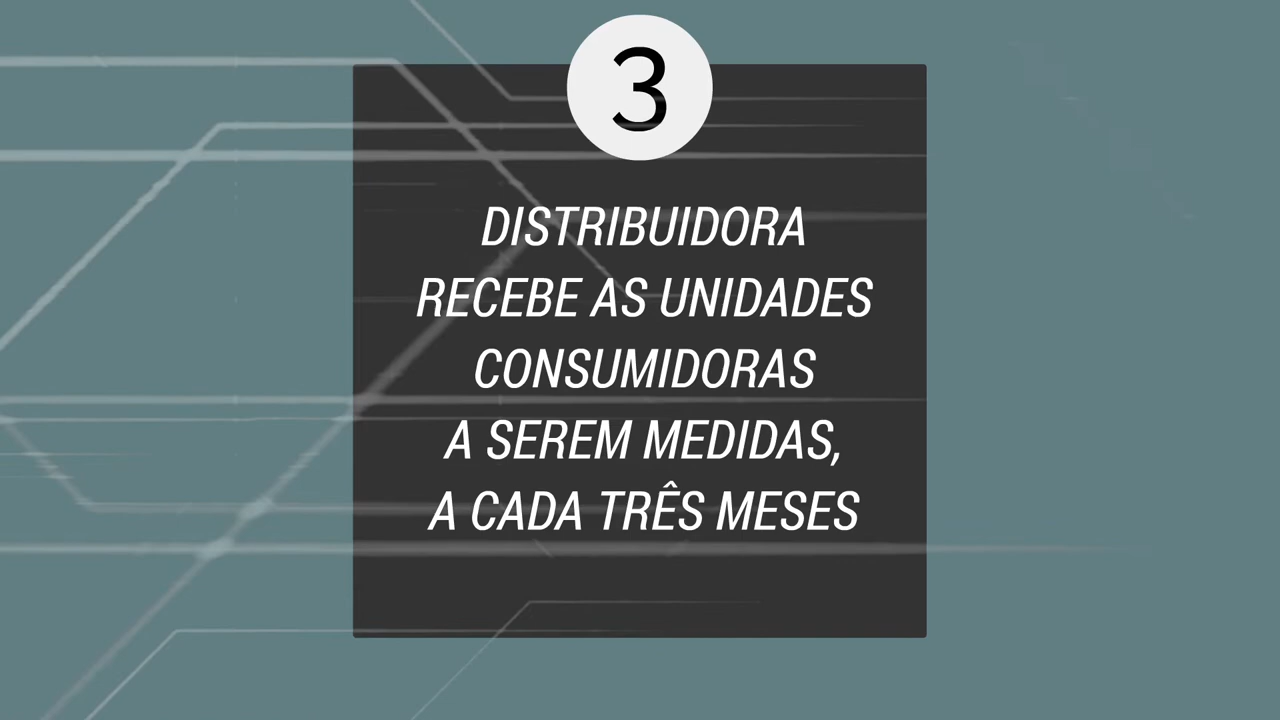 3
DISTRIBUIDORA
RECEBE AS UNIDADES
CONSUMIDORAS
A SEREM MEDIDAS,
A CADA TRÊS MESES